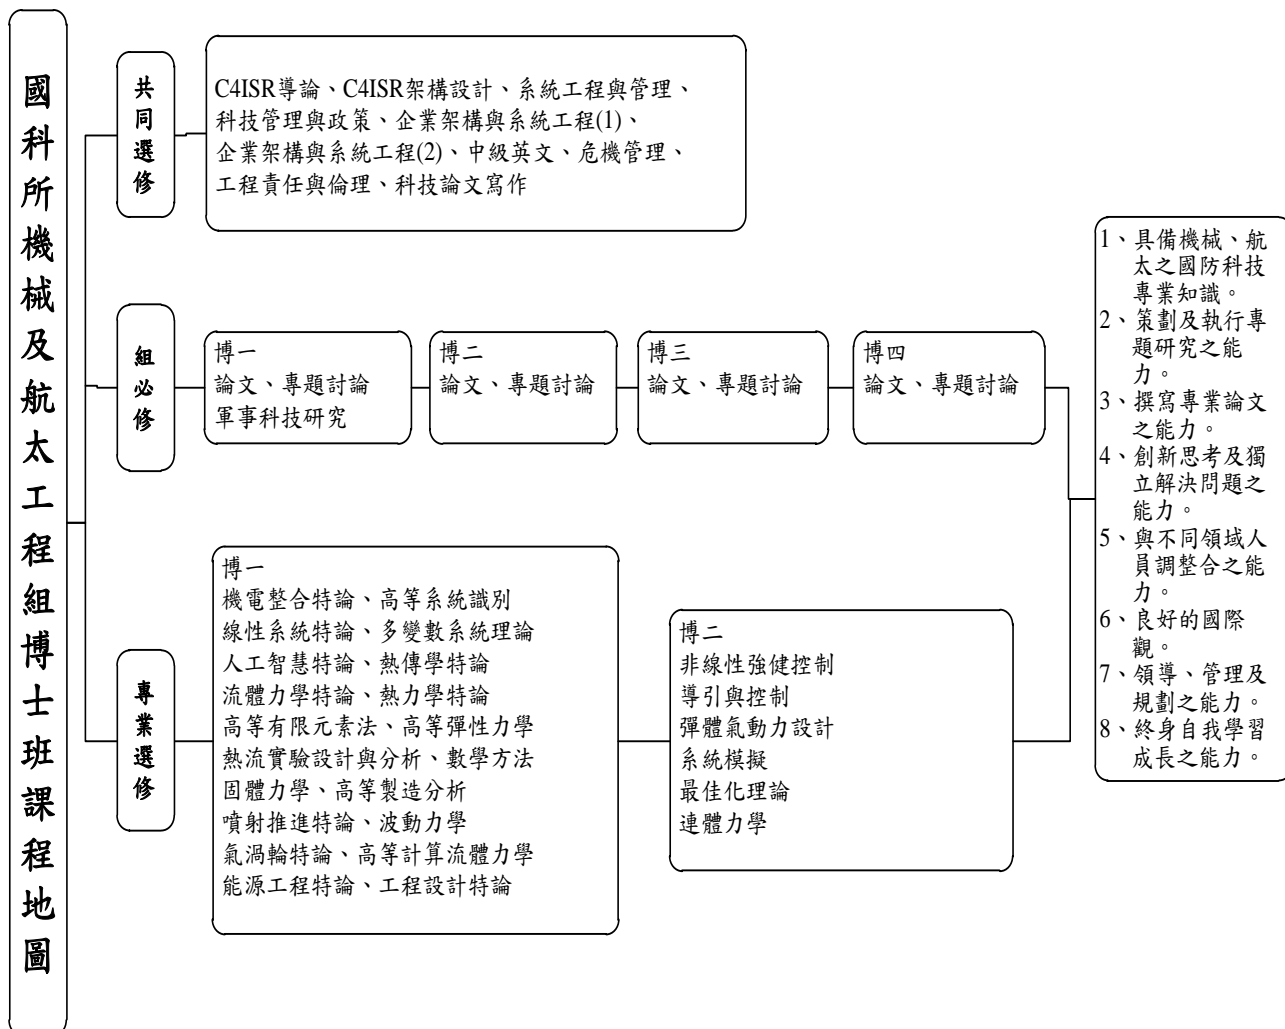 國科所機械及航太工程組博士班課程地圖
共同選修
C4ISR導論、C4ISR架構設計、系統工程與管理、
科技管理與政策、企業架構與系統工程(1)、
企業架構與系統工程(2)、中級英文、危機管理、
工程責任與倫理、科技論文寫作
組必修
博一
論文、專題討論
軍事科技研究
博二
論文、專題討論
博三
論文、專題討論
博四
論文、專題討論
專業選修
博一
機電整合特論、高等系統識別
線性系統特論、多變數系統理論
人工智慧特論、熱傳學特論
流體力學特論、熱力學特論
高等有限元素法、高等彈性力學
熱流實驗設計與分析、數學方法
固體力學、高等製造分析
噴射推進特論、波動力學
氣渦輪特論、高等計算流體力學
能源工程特論、工程設計特論
博二
非線性強健控制
導引與控制
彈體氣動力設計
系統模擬
最佳化理論
連體力學
1、具備機械、航
太之國防科技
專業知識。
2、策劃及執行專
題研究之能
力。
3、撰寫專業論文
之能力。
4、創新思考及獨
立解決問題之
能力。
5、與不同領域人
員調整合之能
力。
6、良好的國際
觀。
7、領導、管理及
規劃之能力。
8、終身自我學習
成長之能力。